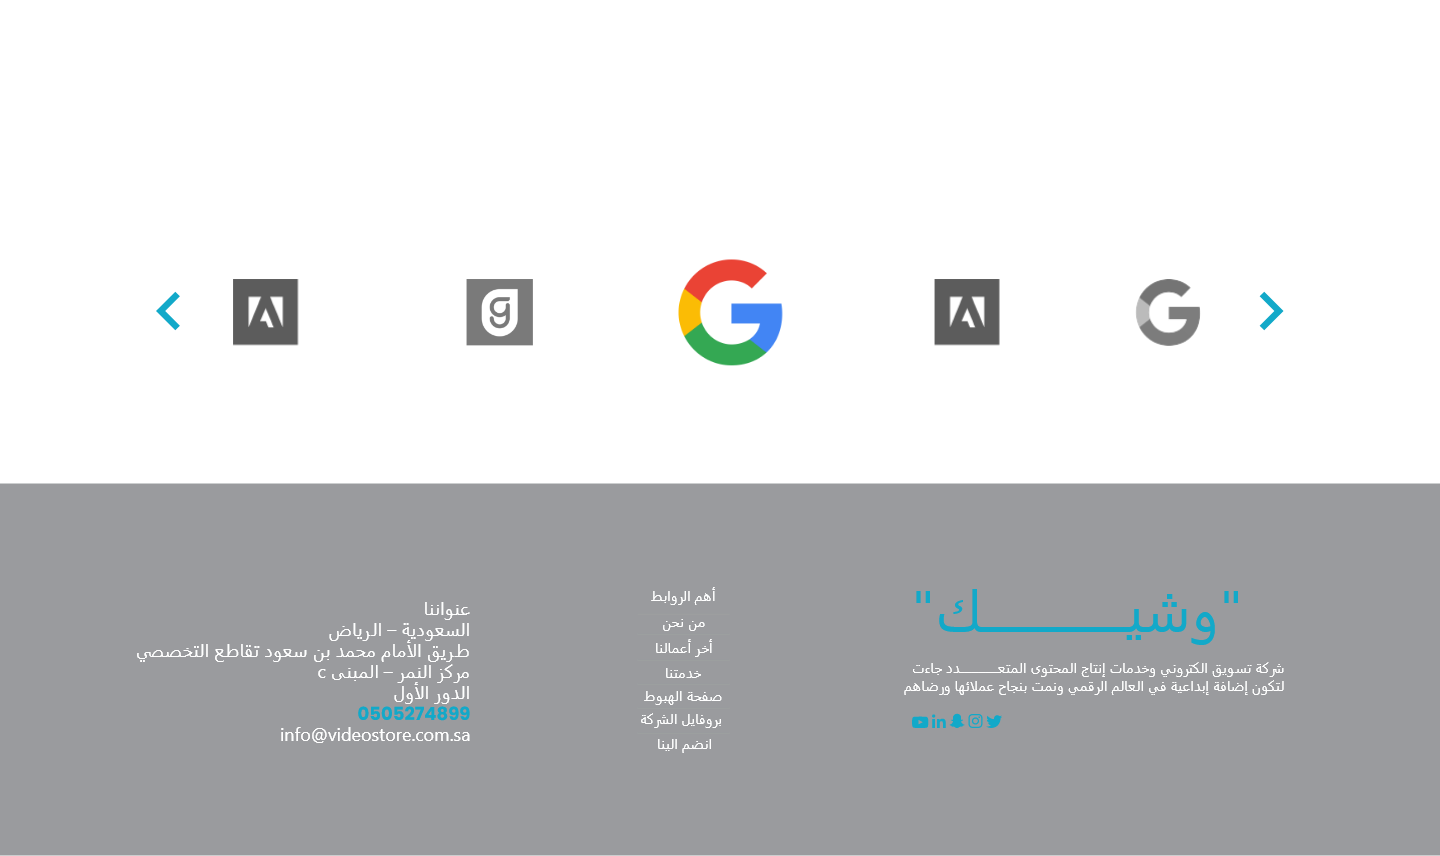 "وشيـــــــــك"
شركة تسويق الكتروني وخدمات إنتاج المحتوى المتعـــــــــدد جاءت
لتكون إضافة إبداعية في العالم الرقمي ونمت بنجاح عملائها ورضاهم
أهم الروابط
من نحن
أخر أعمالنا
خدمتنا
صفحة الهبوط
بروفايل الشركة
انضم الينا
عنواننا
السعودية – الرياض
طريق الأمام محمد بن سعود تقاطع التخصصي
مركز النمر – المبنى c
الدور الأول
0505274899
info@videostore.com.sa